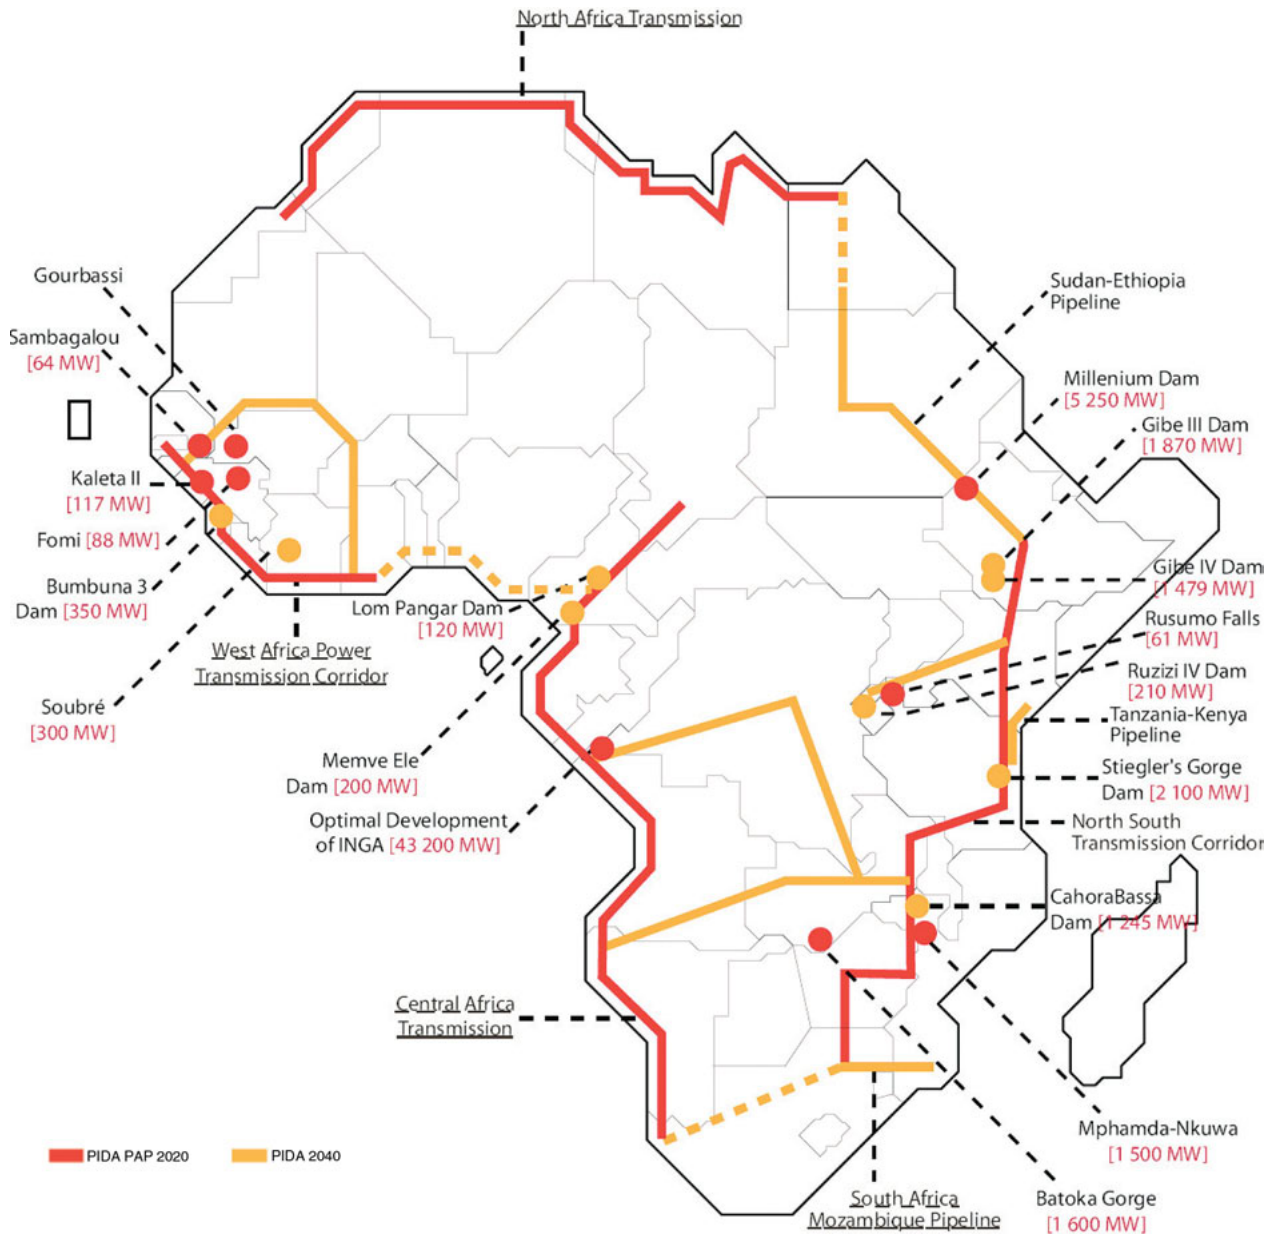 North Africa Transmission
Gourbassi
Sambagalou
[64 MW]
Kaleta II
[117 MW]
Fomi [88 MW]
Bumbuna 3
Dam [350 MW]
Soubré
[300 MW]
West Africa Power
Transmission Corridor
Lom Pangar Dam
[120 MW]
Memve Ele
Dam [200 MW]
Optimal Development
of INGA [43 200 MW]
Central Africa
Transmission
Sudan-Ethiopia
Pipeline
Millenium Dam
[5 250 MW]
Gibe III Dam
[1 870 MW]
Gibe IV Dam
[1 479 MW]
Rusumo Falls
[61 MW]
Ruzizi IV Dam
[210 MW]
Tanzania-Kenya
Pipeline
Stiegler's Gorge
Dam [2 100 MW]
North South
Transmission Corridor
CahoraBassa
Dam [1 245 MW]
Mphamda-Nkuwa
[1 500 MW]
Batoka Gorge
[1 600 MW]
South Africa
Mozambique Pipeline
PIDA PAP 2020
PIDA 2040